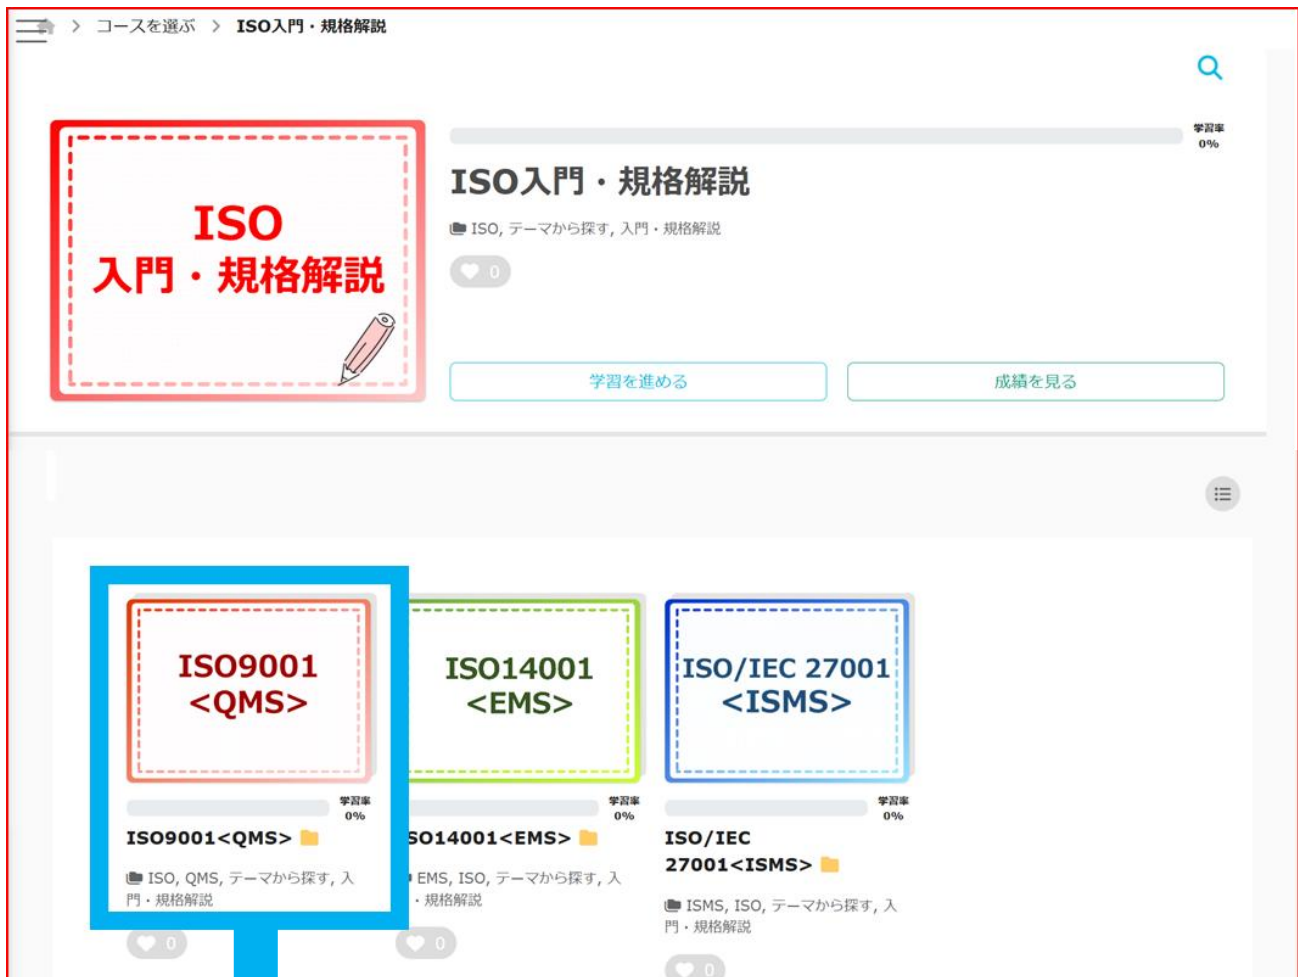 コースを選ぶ > ISO入門・規格解説
学習率
0%
ISO
入門・規格解説
ISO入門・規格解説
ISO, テーマから探す, 入門・規格解説
0
学習を進める
成績を見る
ISO9001
<QMS>
学習率
0%
ISO9001<QMS>
ISO, QMS, テーマから探す, 入
門・規格解説
0
ISO14001
<EMS>
学習率
0%
SO14001<EMS>
EMS, ISO, テーマから探す, 入
・規格解説
0
ISO/IEC 27001
<ISMS>
学習率
0%
ISO/IEC
27001<ISMS>
ISMS, ISO, テーマから探す, 入
門・規格解説
0